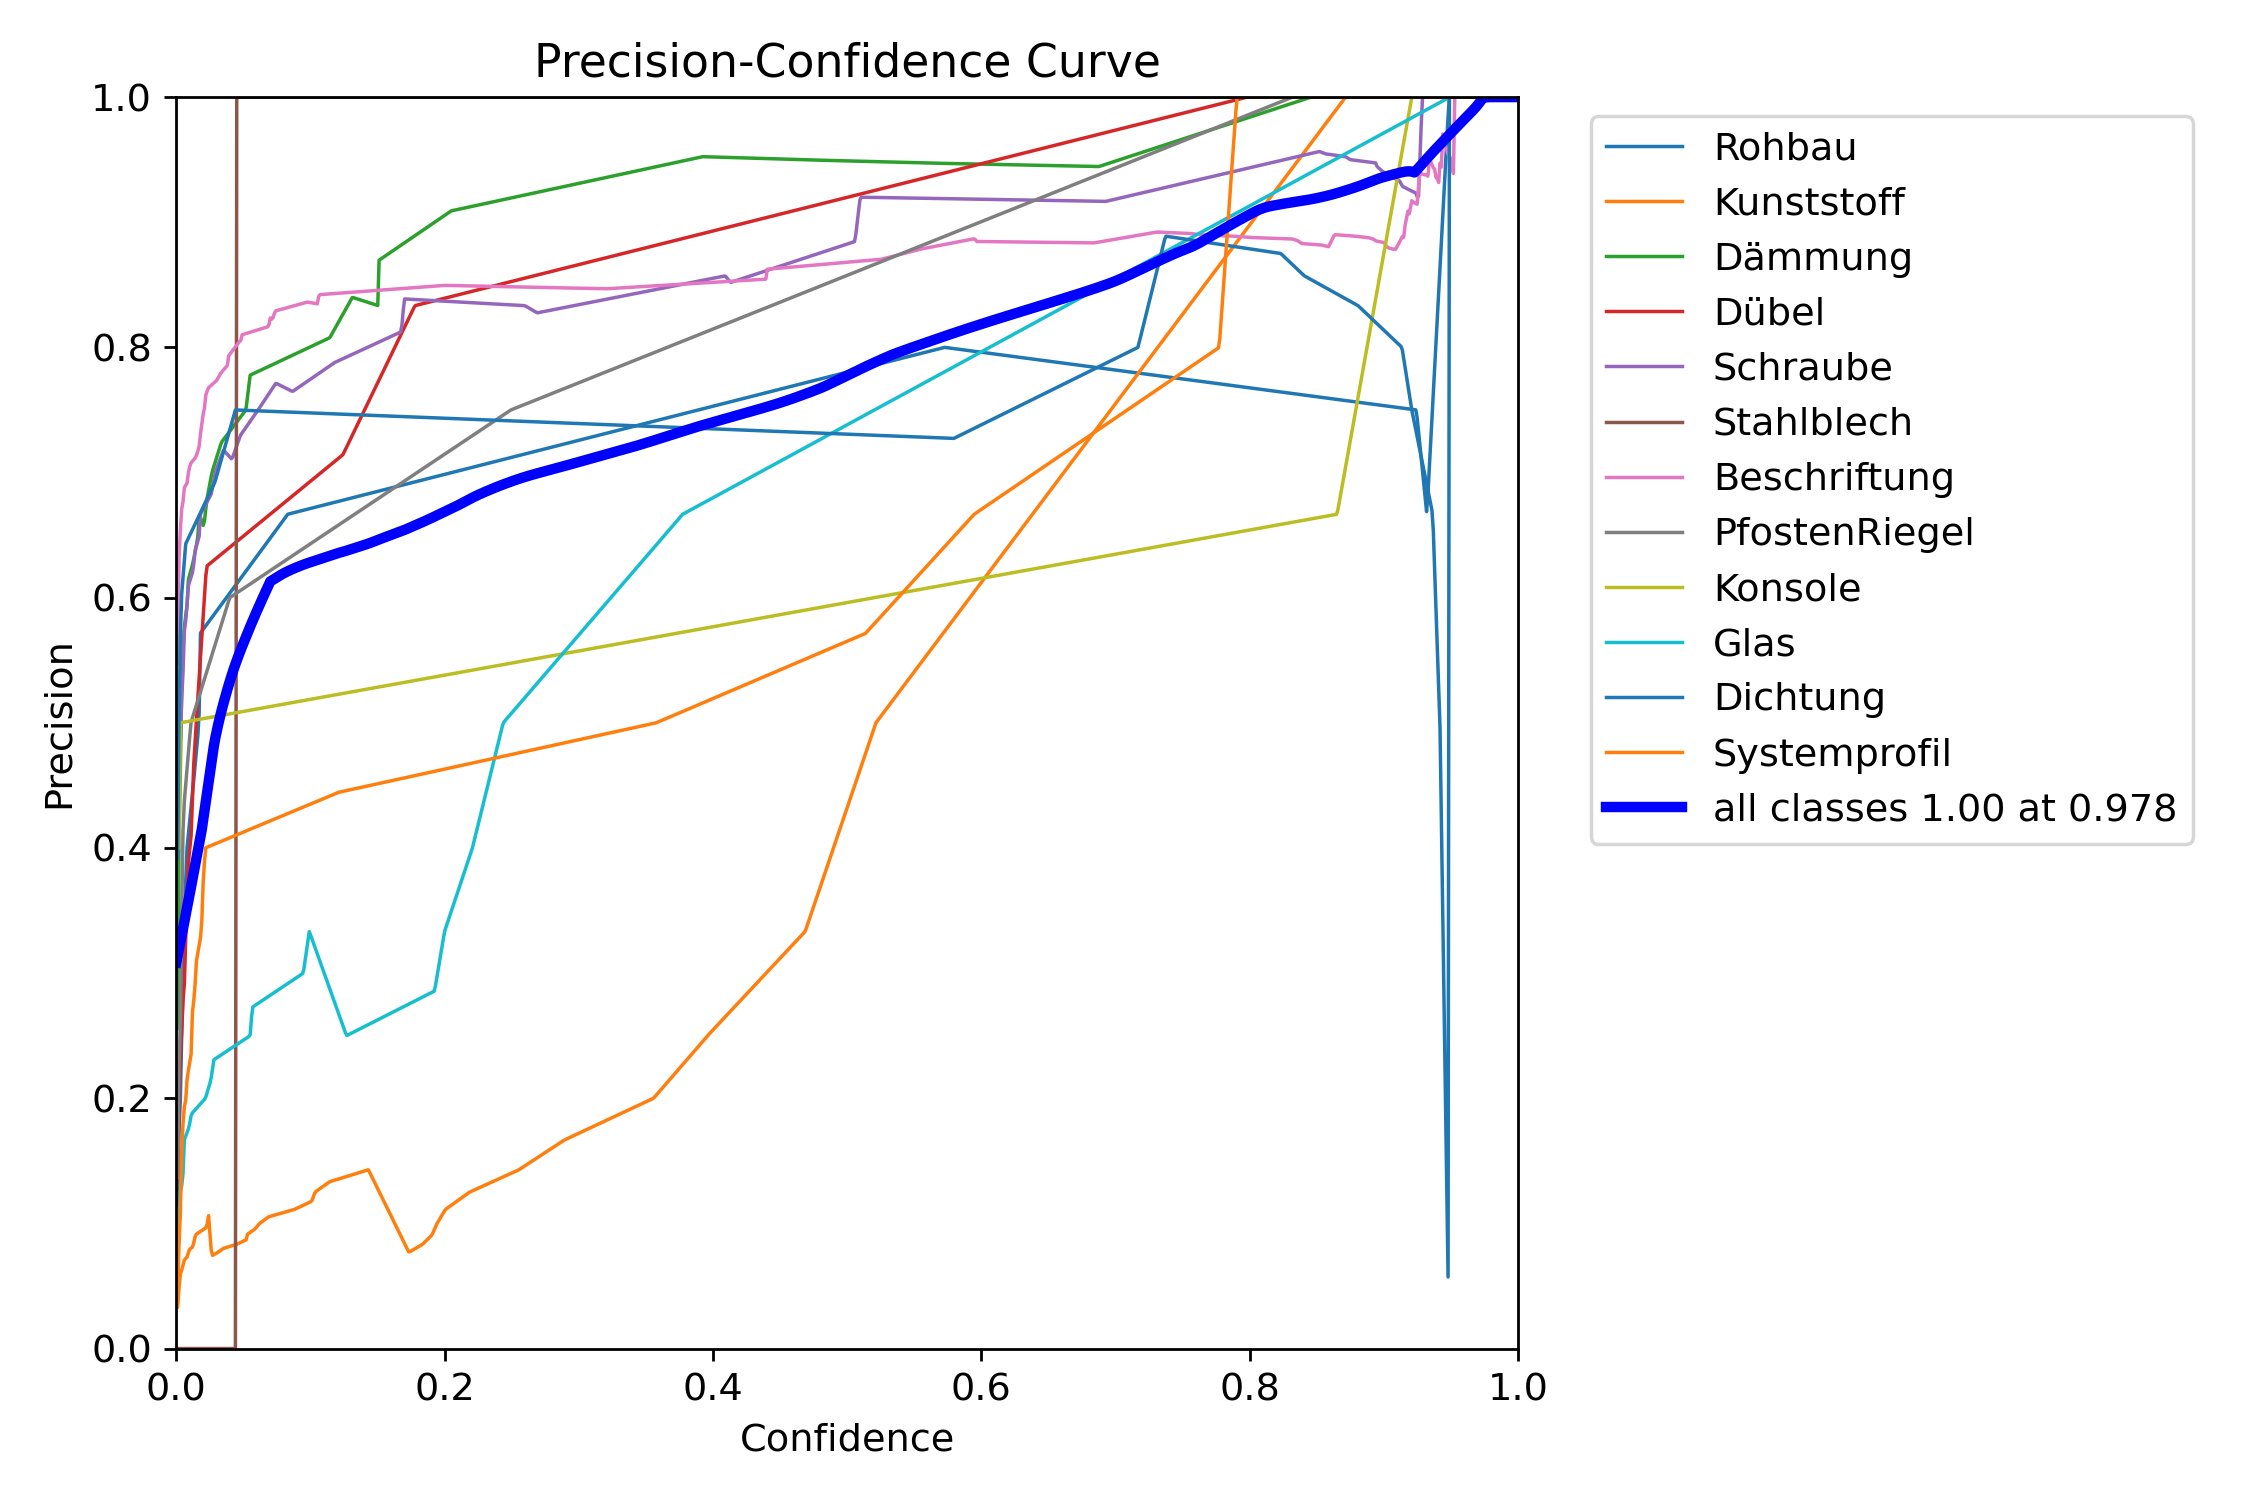 Precision-Confidence Curve
1.0
0.8
0.6
0.4
0.2
0.0
Precision
0.0 0.2 0.4 0.6 0.8 1.0
Confidence
Rohbau
Kunststoff
Dämmung
Dübel
Schraube
Stahlblech
Beschriftung
PfostenRiegel
Konsole
Glas
Dichtung
Systemprofil
all classes 1.00 at 0.978